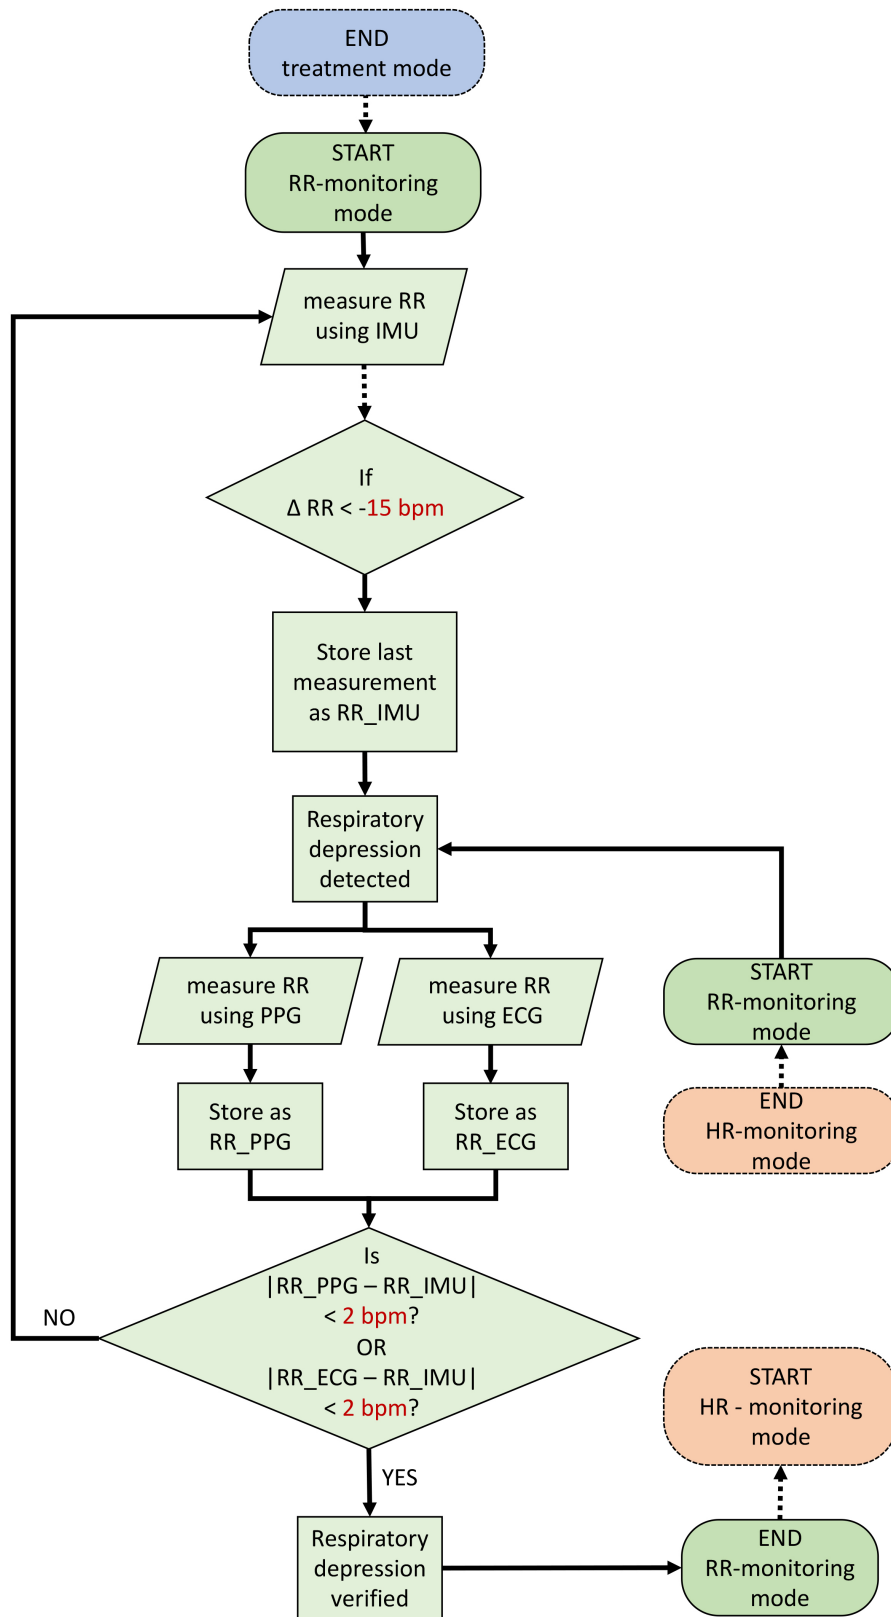 END
treatment mode
START
RR-monitoring
mode
measure RR
using IMU
If
Δ RR < -15 bpm
Store last
measurement
as RR_IMU
Respiratory
depression
detected
measure RR
using PPG
measure RR
using ECG
START
RR-monitoring
mode
Store as
RR_PPG
Store as
RR_ECG
END
HR-monitoring
mode
Is
|RR_PPG – RR_IMU|
< 2 bpm?
OR
|RR_ECG – RR_IMU|
< 2 bpm?
NO
YES
START
HR - monitoring
mode
Respiratory
depression
verified
END
RR-monitoring
mode